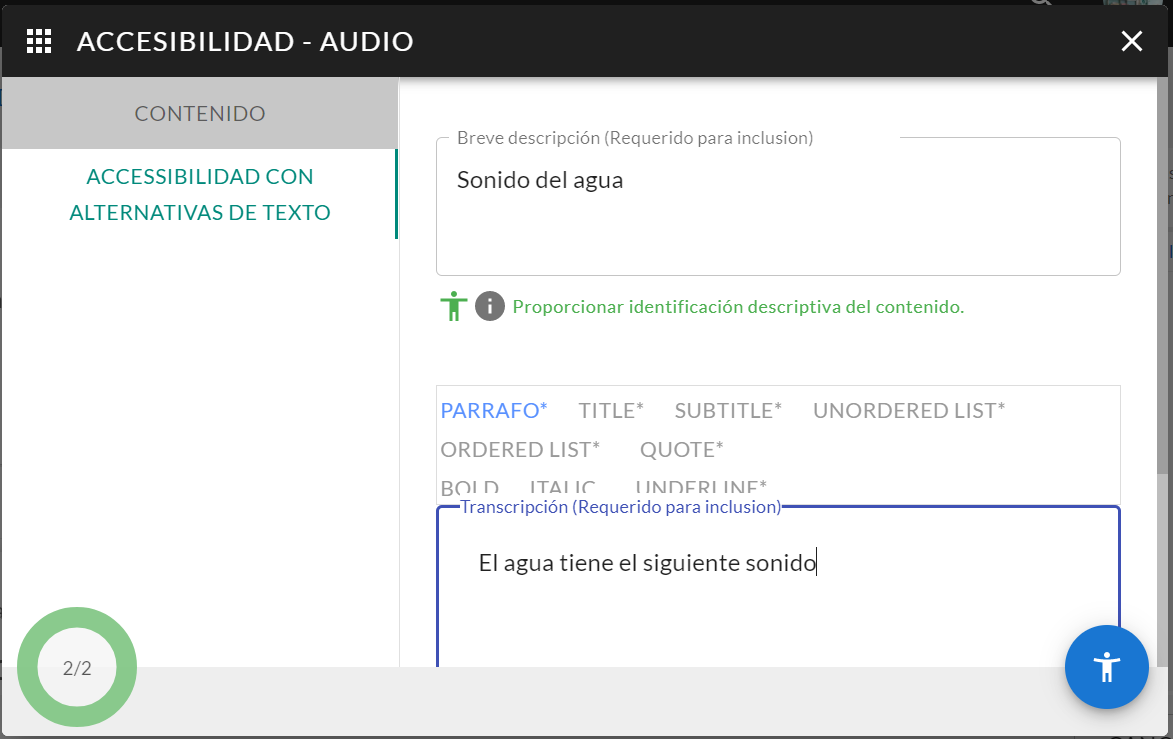 ACCESIBILIDAD - AUDIO
CONTENIDO
ACCESSIBILIDAD CON
ALTERNATIVAS DE TEXTO
Breve descripción (Requerido para inclusion)
Sonido del agua
Proporcionar identificación descriptiva del contenido.
PARRAFO* TITLE* SUBTITLE* UNORDERED LIST*
ORDERED LIST* QUOTE*
BOLD ITALIC UNDERLINE*
Transcripción (Requerido para inclusion)
El agua tiene el siguiente sonido
2/2